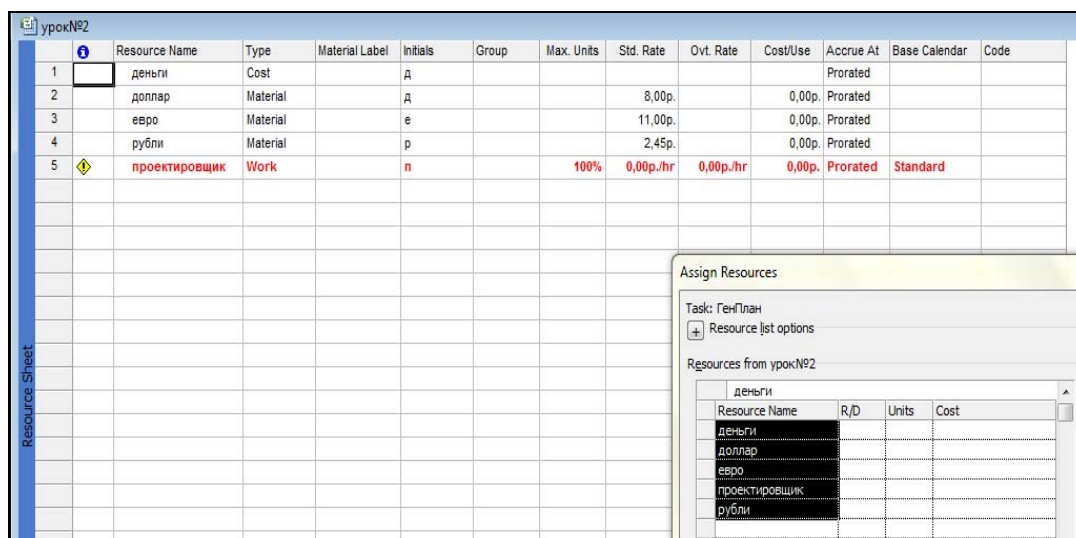 урок№2
Resource Name Type Material Label Initials Group Max. Units Std. Rate Ovt. Rate Cost/Use Accrue At Base Calendar Code
1 деньги Cost д Prorated
2 доллар Material д 8,00р. 0,00р. Prorated
3 евро Material е 11,00р. 0,00р. Prorated
4 рубли Material р 2,45р. 0,00р. Prorated
5 проектировщик Work п 100% 0,00р./hr 0,00р./hr 0,00р. Prorated Standard
Resource Sheet
Assign Resources
Task: ГенПлан
+ Resource list options
Resources from урок№2
деньги
Resource Name R/D Units Cost
деньги
доллар
евро
проектировщик
рубли